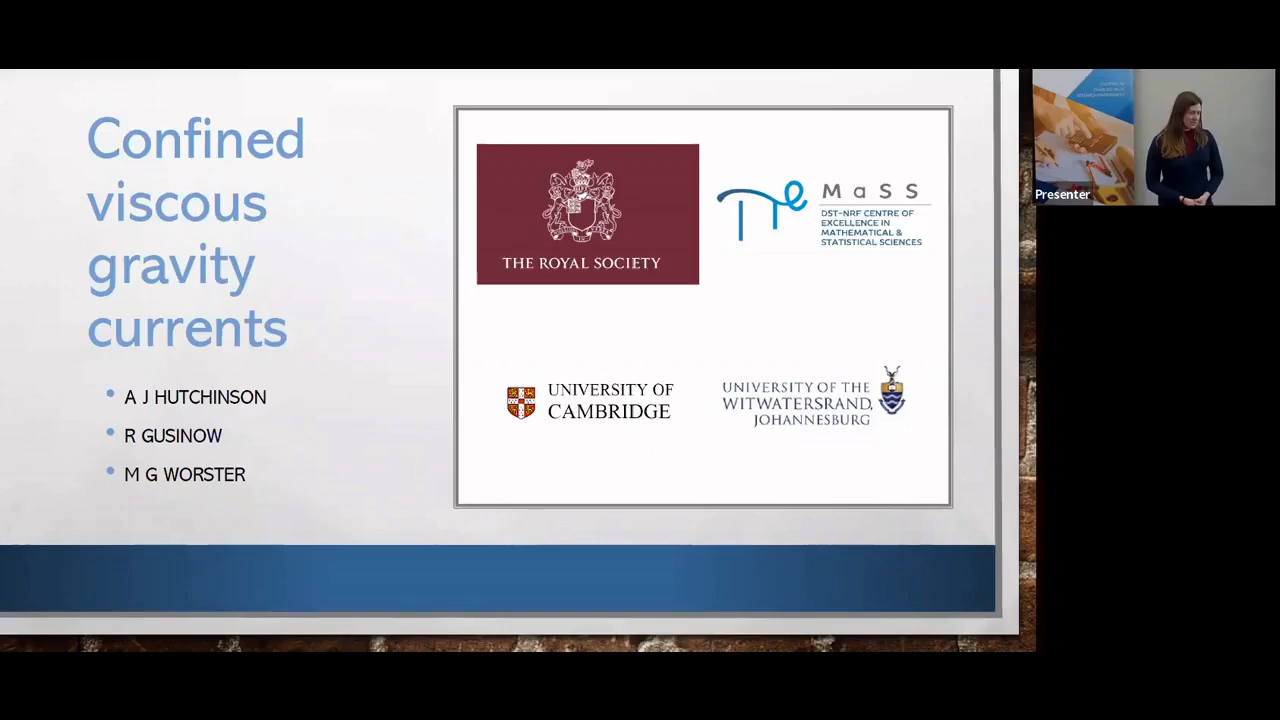 Confined
viscous
gravity
currents
• A J HUTCHINSON
• R GUSINOW
• M G WORSTER
THE ROYAL SOCIETY
MaSS
DST-NRF CENTRE OF
EXCELLENCE IN
MATHEMATICAL &
STATISTICAL SCIENCES
UNIVERSITY OF
CAMBRIDGE
UNIVERSITY OF THE
WITWATERSRAND,
JOHANNESBURG
Presenter